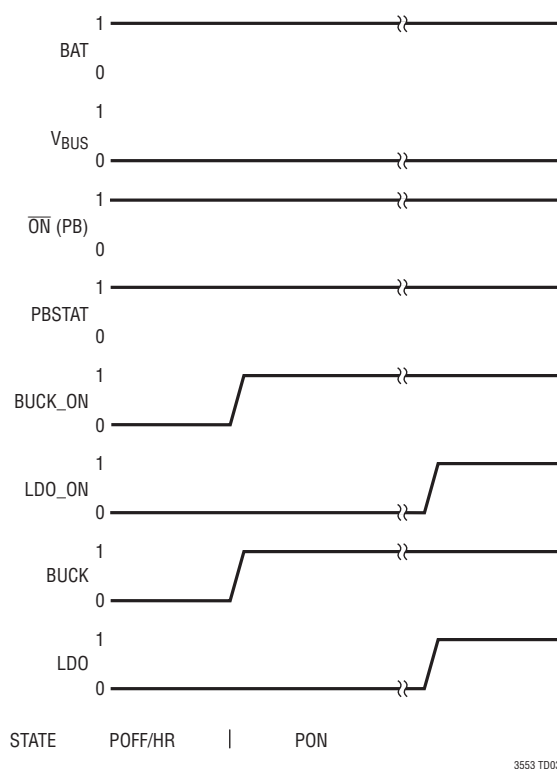 1
BAT
0
1
VBUS
0
1
ON (PB)
0
1
PBSTAT
0
1
BUCK_ON
0
1
LDO_ON
0
1
BUCK
0
1
LDO
0
STATE POFF/HR | PON